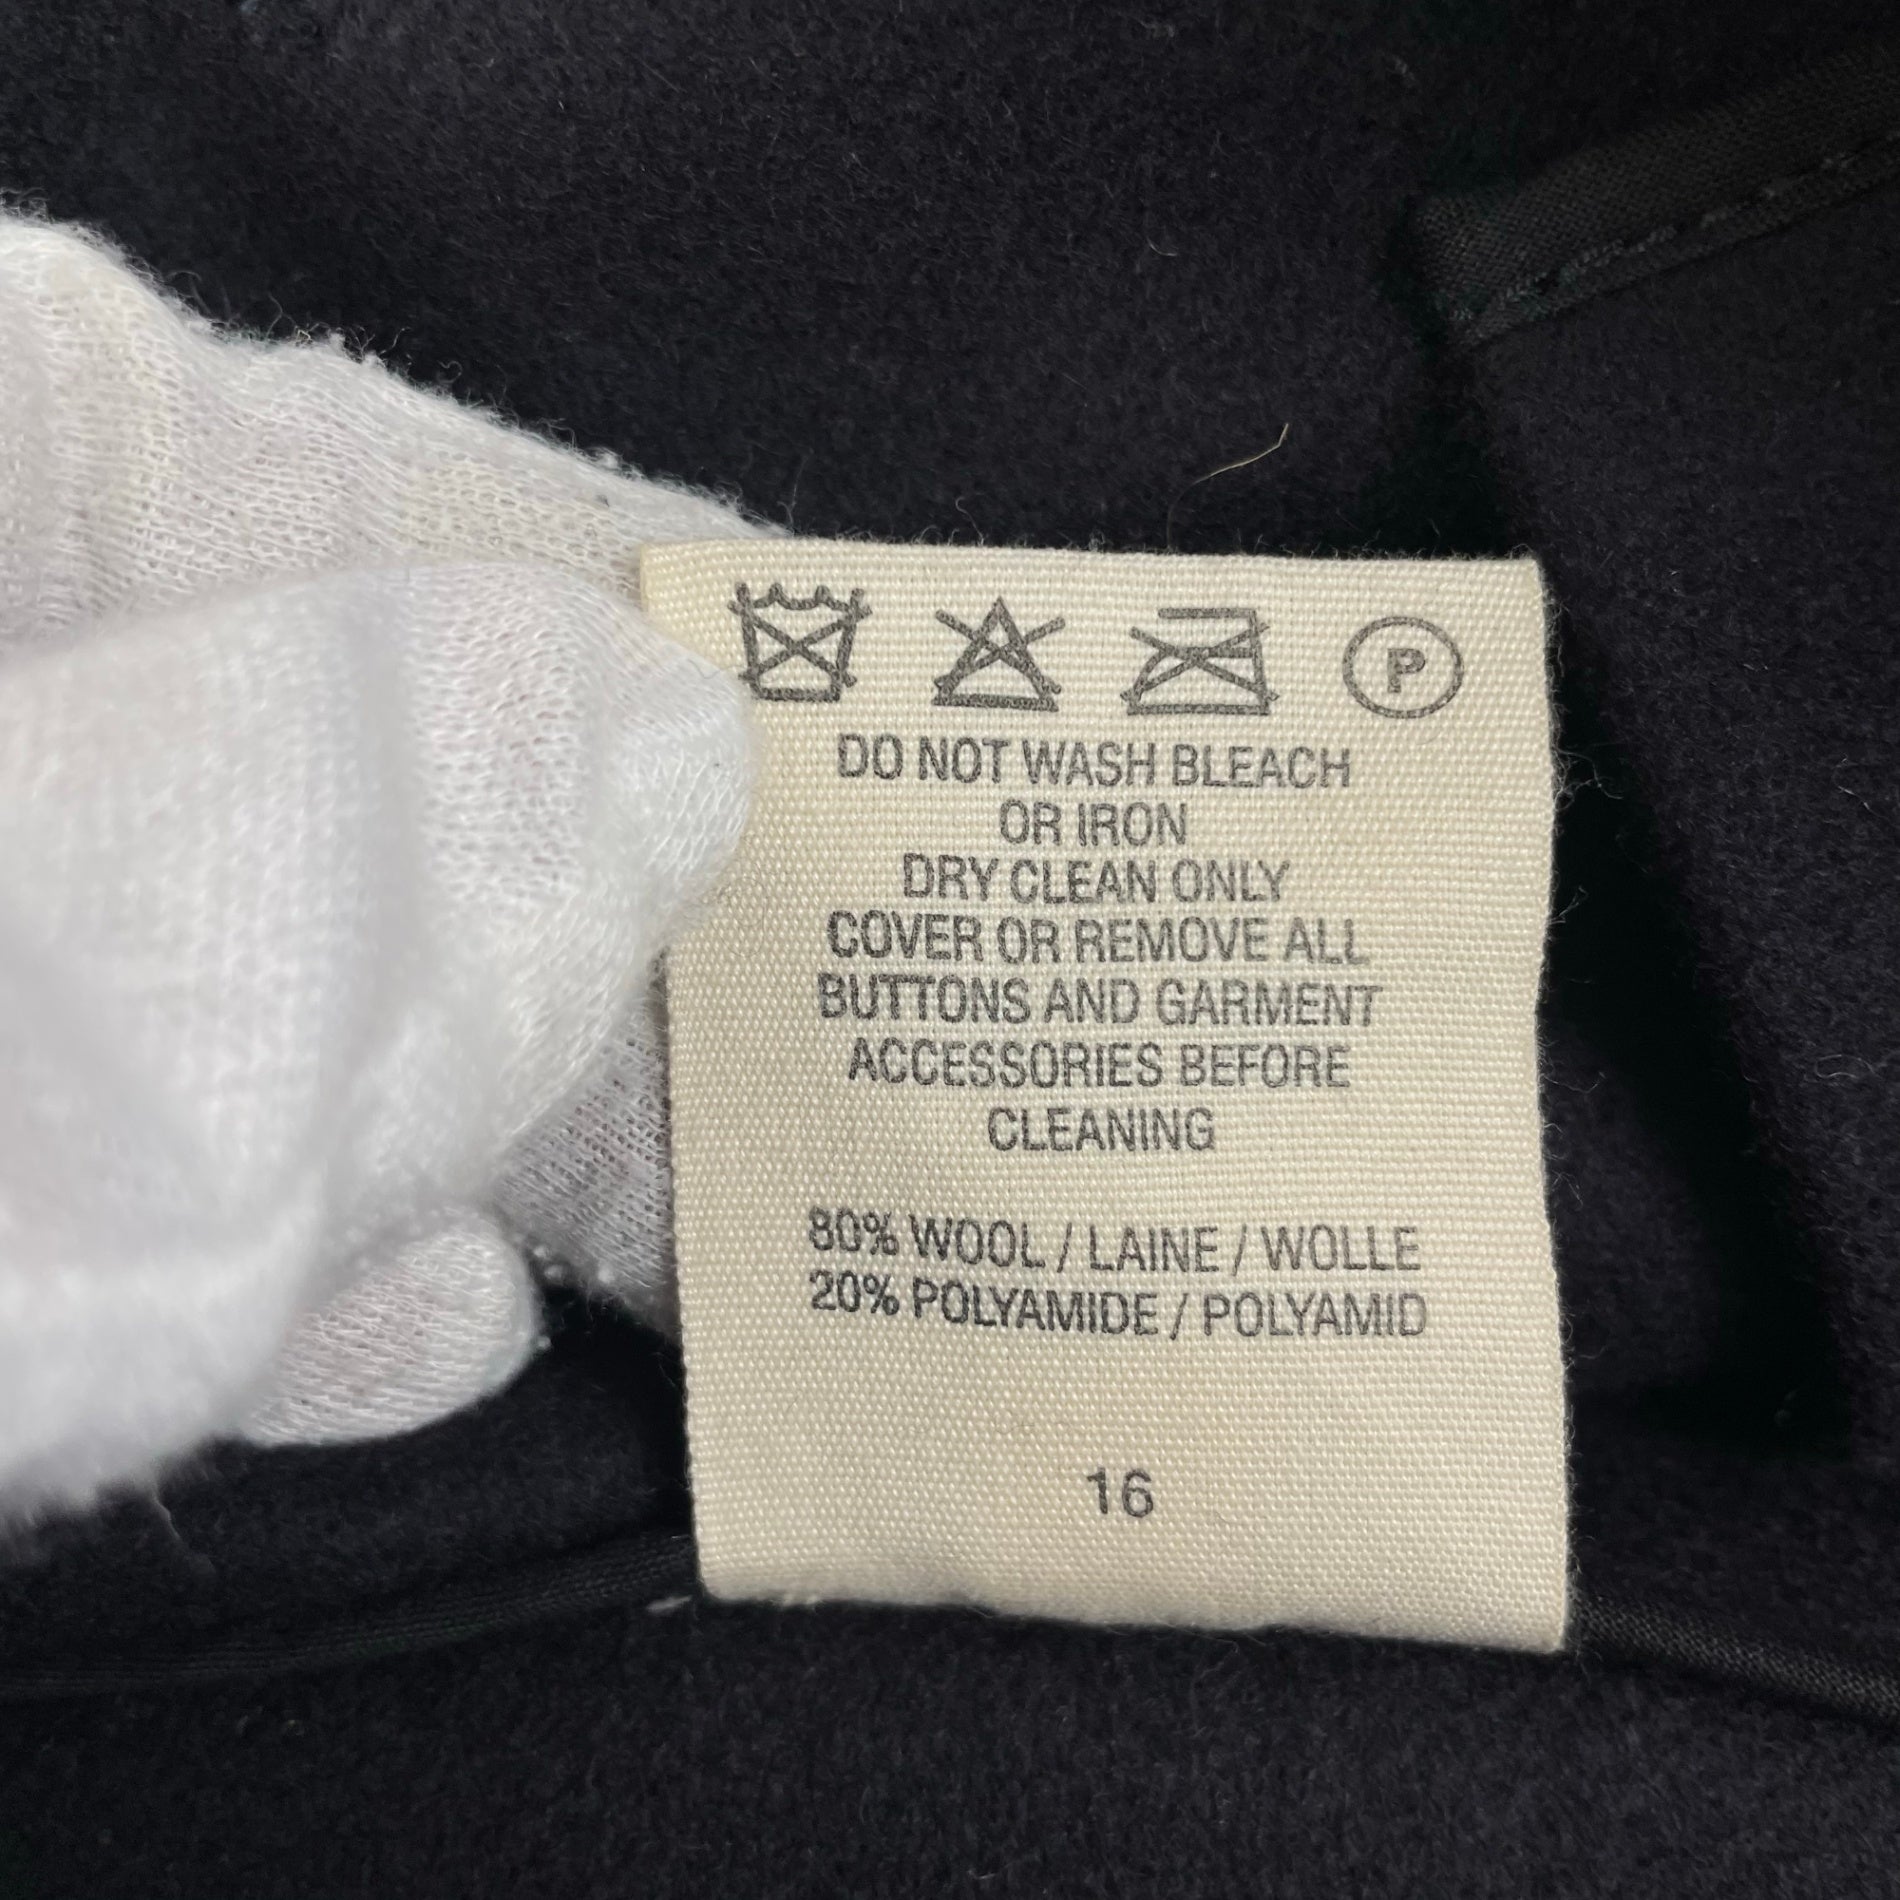 P
DO NOT WASH BLEACH
OR IRON
DRY CLEAN ONLY
COVER OR REMOVE ALL
BUTTONS AND GARMENT
ACCESSORIES BEFORE
CLEANING
80% WOOL / LAINE / WOLLE
20% POLYAMIDE / POLYAMID
16